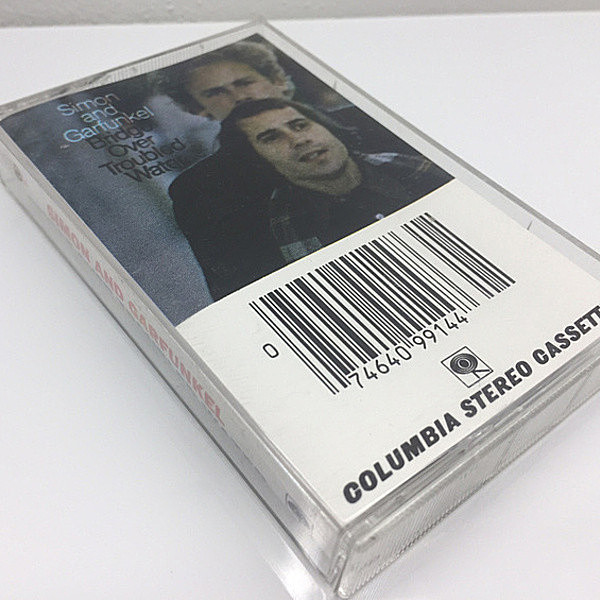 Simon
and
Garfunkel
Bridge
Over
Troubled
Water
0 74640 99144
COLUMBIA STEREO CASSETTE
SIMON AND GARFUNKEL